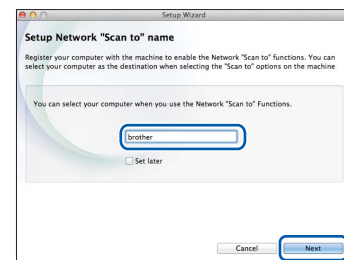 Setup Wizard
Setup Network "Scan to" name
Register your computer with the machine to enable the Network "Scan to" functions. You can
select your computer as the destination when selecting the "Scan to" options on the machine
You can select your computer when you use the Network "Scan to" Functions.
brother
Set later
Cancel
Next